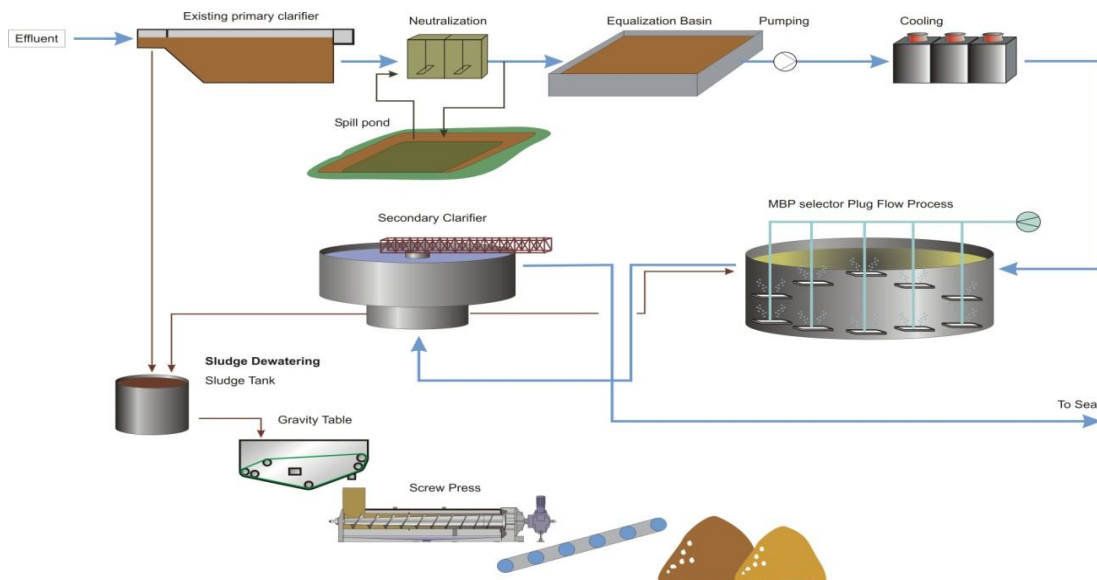 Existing primary clarifier
Neutralization
Equalization Basin
Pumping
Cooling
Effluent
Spill pond
MBP selector Plug Flow Process
Secondary Clarifier
Sludge Dewatering
Sludge Tank
To Sea
Gravity Table
Screw Press